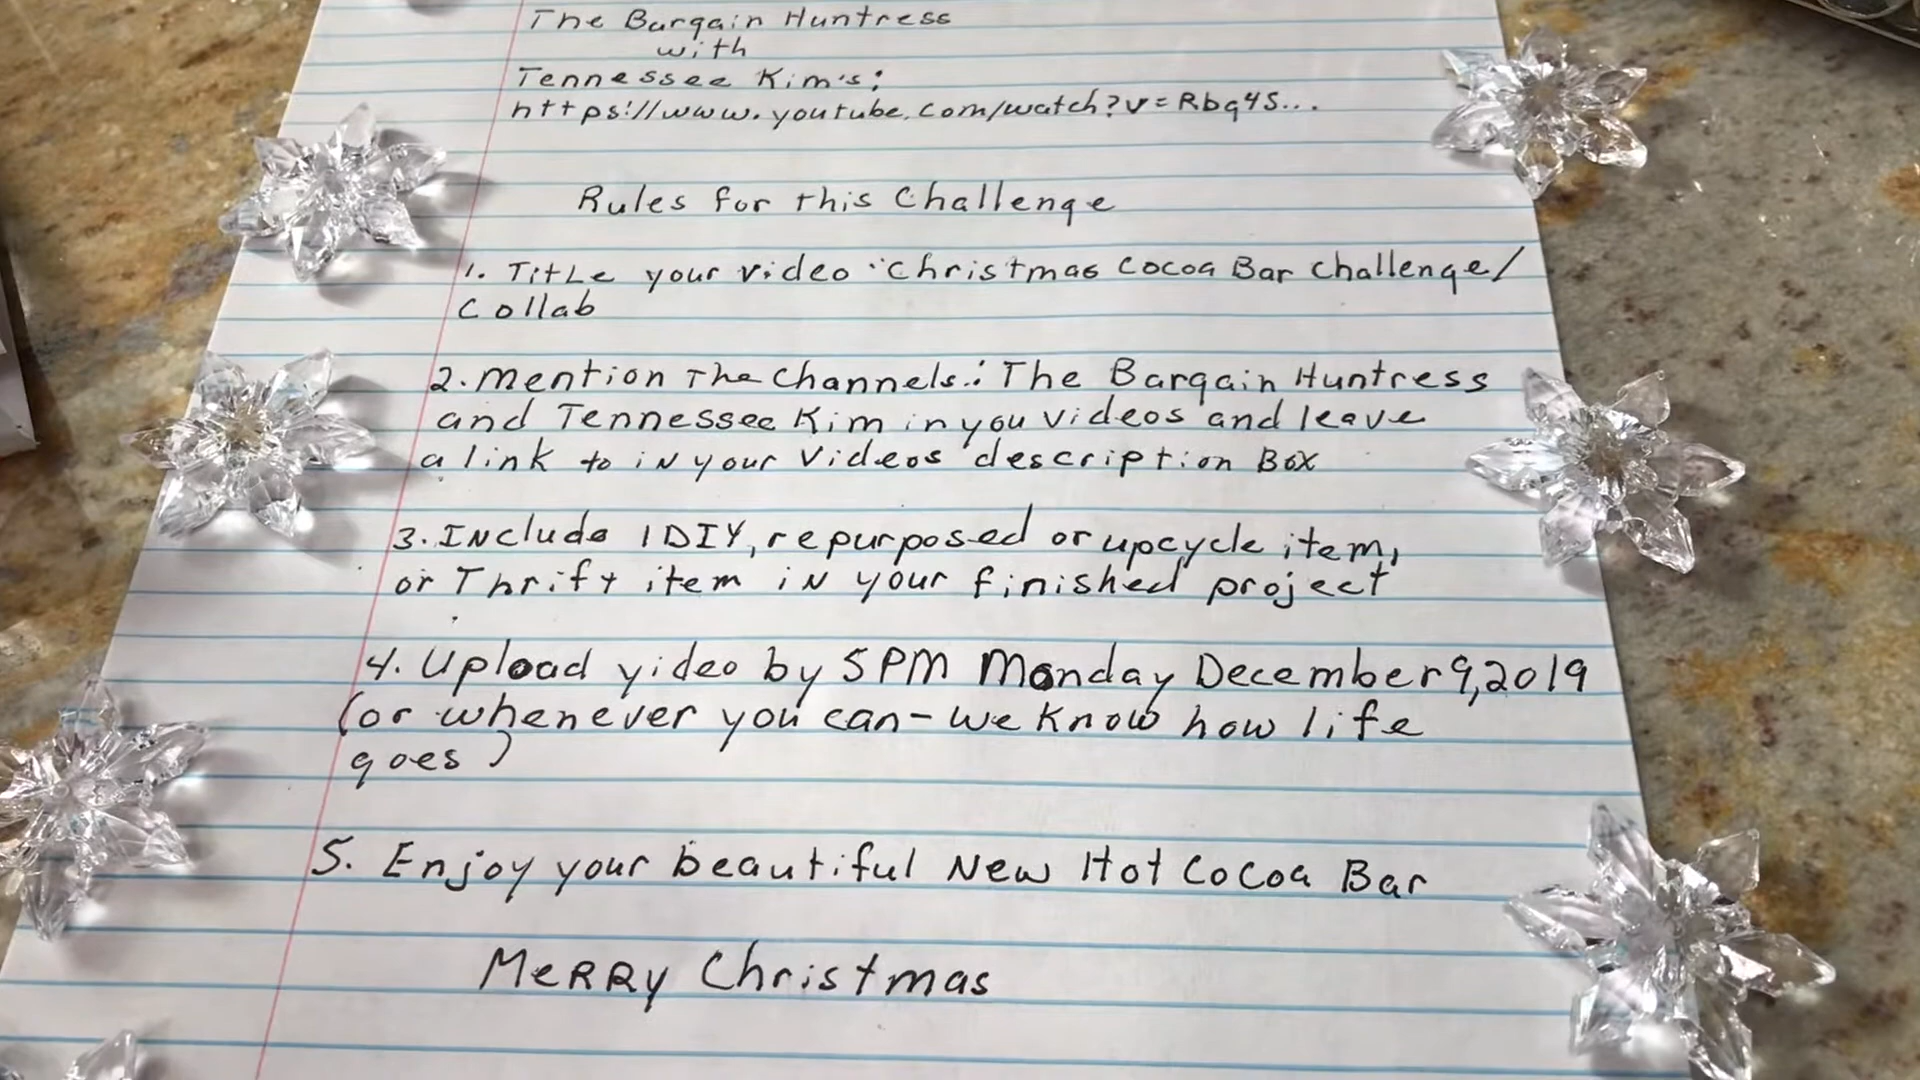 The Bargain Huntress
with
Tennessee Kim's:
https://www.youtube.com/watch?v=Rbq4S...
Rules for this Challenge
1. Title your video "Christmas Cocoa Bar Challenge/
Collab
2. Mention The Channels: The Bargain Huntress
and Tennessee Kim in you videos and leave
a link to in your Videos description Box
3. Include 1 DIY, repurposed or upcycle item,
or Thrift item in your finished project
4. Upload video by 5PM Monday December 9, 2019
(or whenever you can - we know how life
goes)
5. Enjoy your beautiful New Hot Cocoa Bar
MERRY Christmas